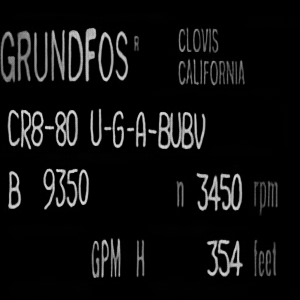 GRUNDFOS® CLOVIS
CALIFORNIA
CR8-80 U-G-A-BUBV
B 9350 n 3450 rpm
GPM H 354 feet